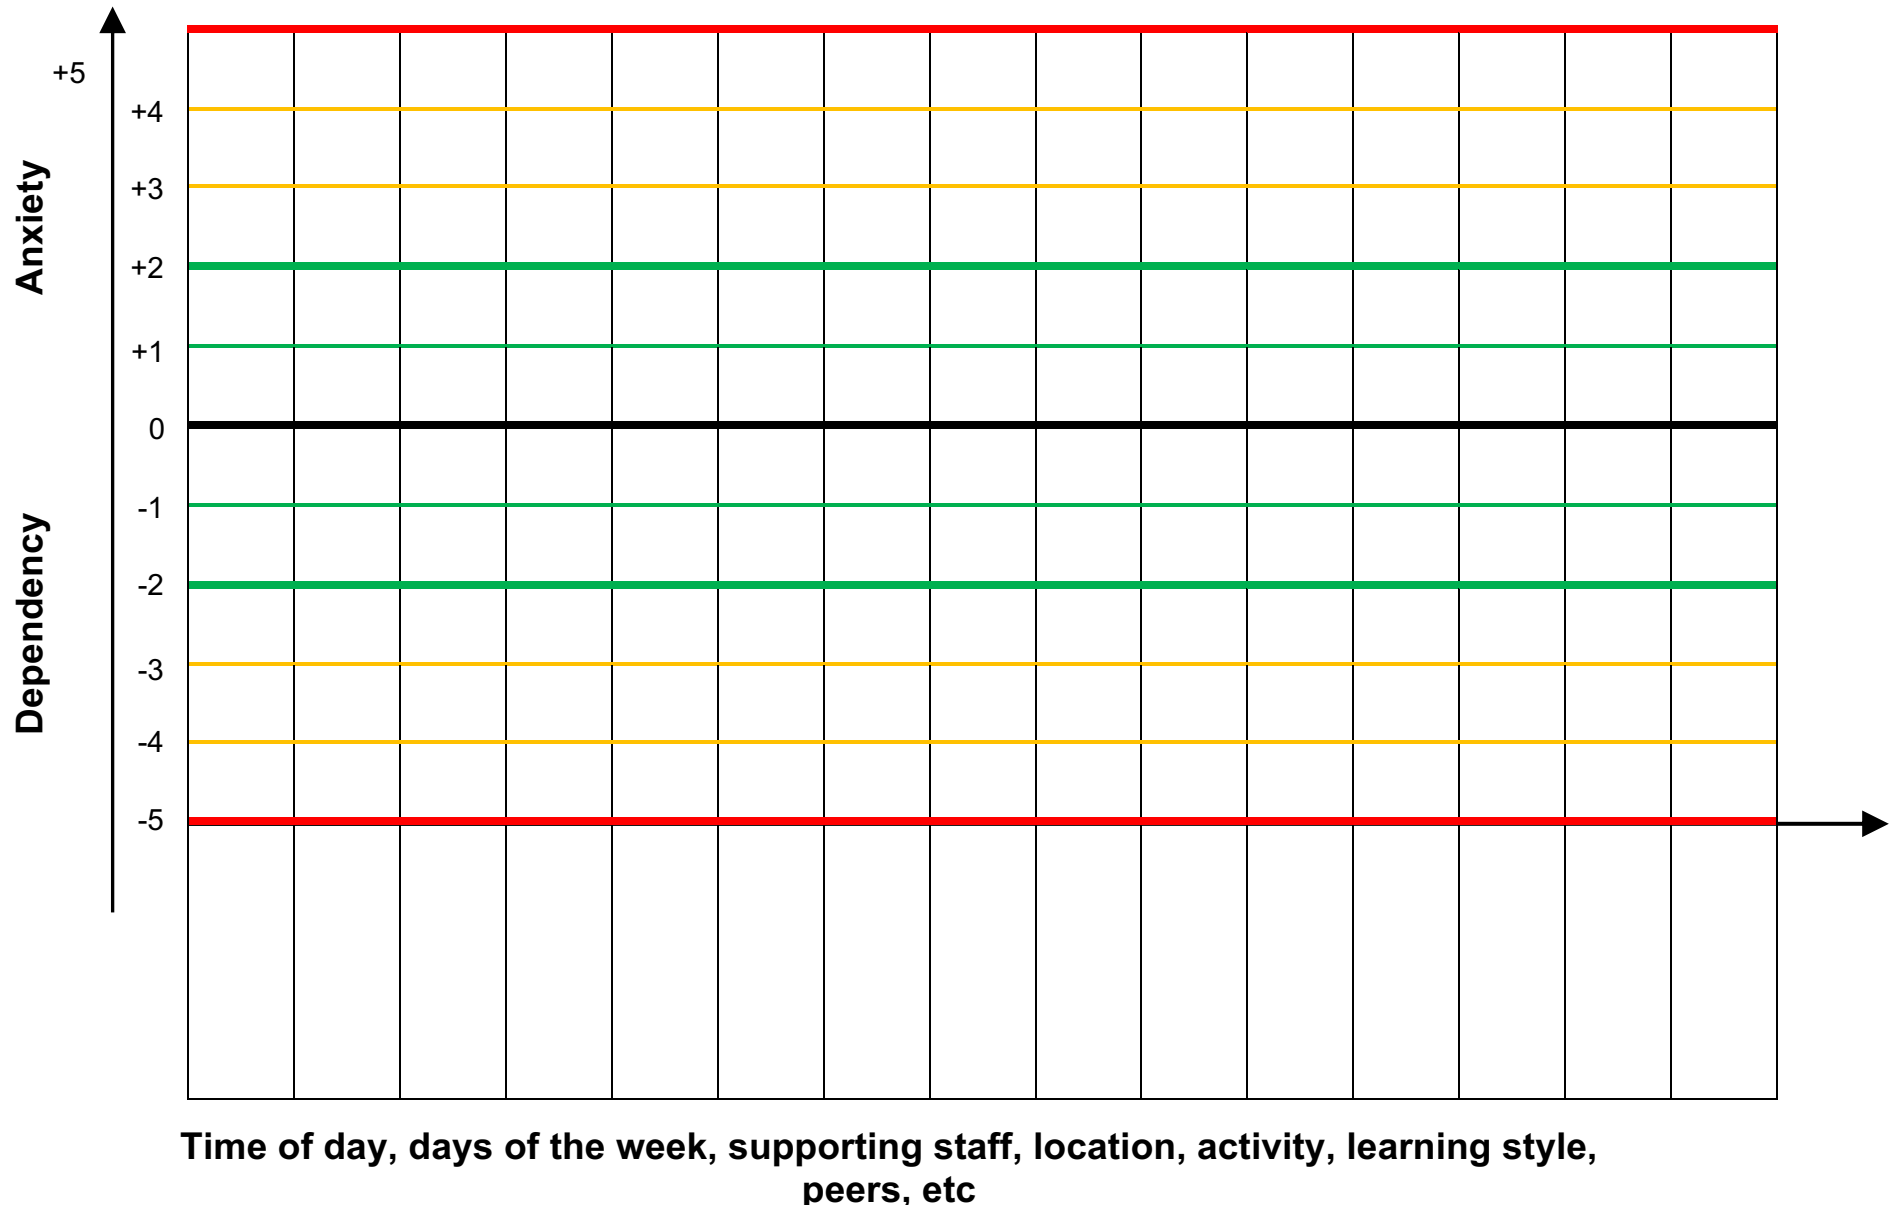 +5
+4
+3
Anxiety
+2
+1
0
-1
-2
Dependency
-3
-4
-5
Time of day, days of the week, supporting staff, location, activity, learning style,
peers, etc